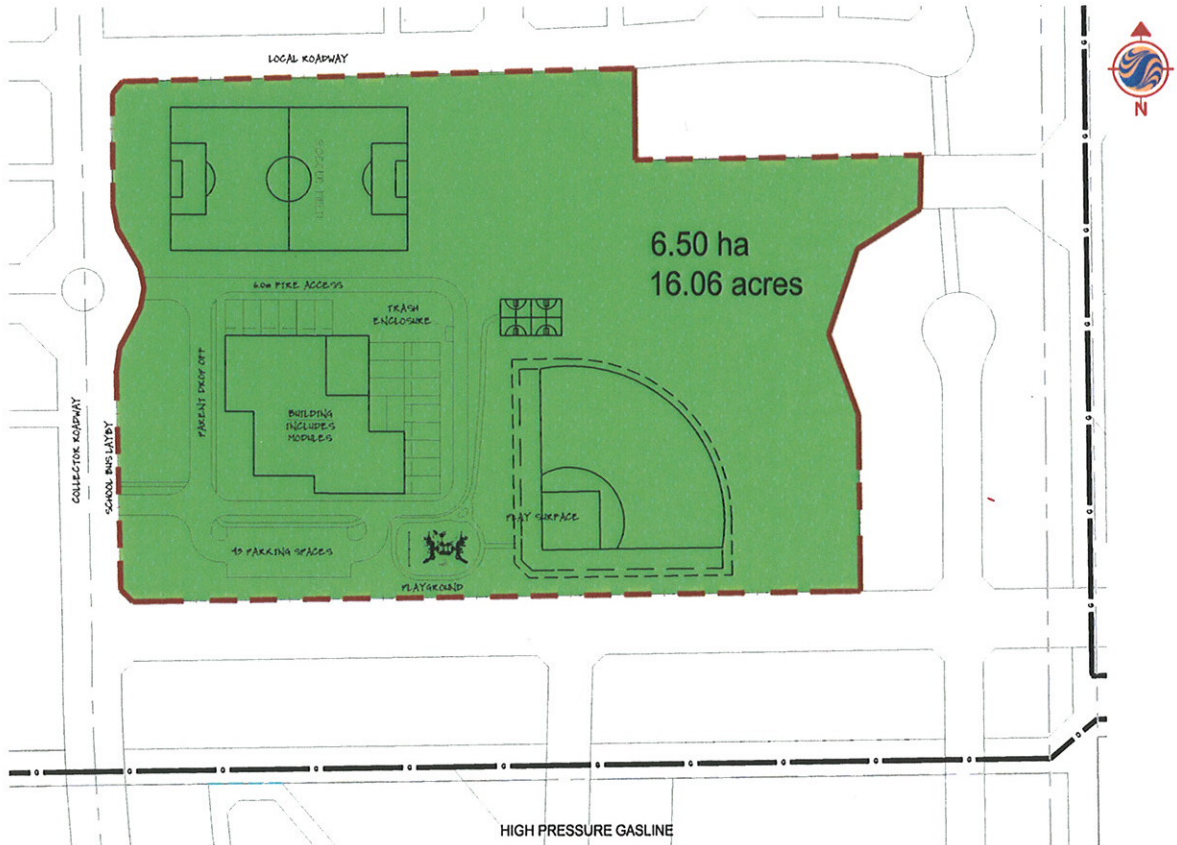 LOCAL ROADWAY
N
6.50 ha
16.06 acres
6.0m FIRE ACCESS
TRASH
ENCLOSURE
PARENT DROP OFF
BUILDING
INCLUDES
MODULES
COLLECTOR ROADWAY
SCHOOL BUS LAYBY
PLAY SURFACE
PARKING SPACES
PLAYGROUND
HIGH PRESSURE GASLINE